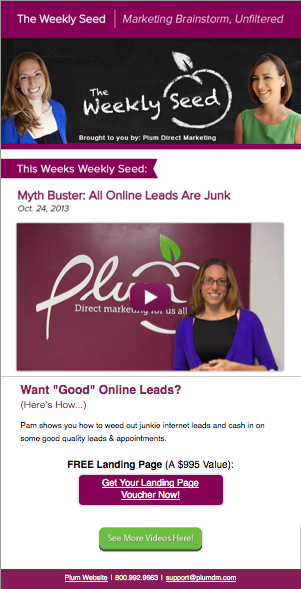 The Weekly Seed | Marketing Brainstorm, Unfiltered
The
Weekly Seed
Brought to you by: Plum Direct Marketing
This Weeks Weekly Seed:
Myth Buster: All Online Leads Are Junk
Oct. 24, 2013
Plum
Direct marketing for us all
Want "Good" Online Leads?
(Here's How...)
Pam shows you how to weed out junkie internet leads and cash in on
some good quality leads & appointments.
FREE Landing Page (A $995 Value):
Get Your Landing Page
Voucher Now!
See More Videos Here!
Plum Website | 800.992.9663 | support@plumdm.com